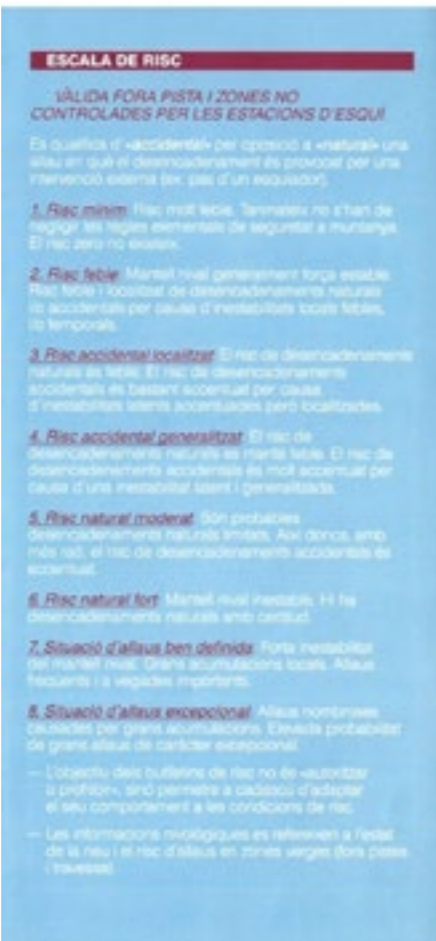 ESCALA DE RISC
VÀLIDA FORA PISTA I ZONES NO
CONTROLADES PER LES ESTACIONS D'ESQUÍ
Es qualifica d'«accidental» per oposició a «natural» una
allau en què el desencadenament és provocat per una
intervenció externa (ex. pas d'un esquiador).
1. Risc mínim: Risc molt feble. Tanmateix no s'han de
negligir les regles elementals de seguretat a muntanya.
El risc zero no existeix.
2. Risc feble: Mantell nival generalment força estable.
Risc feble i localitzat de desencadenaments naturals
i/o accidentals per causa d'inestabilitats locals febles,
i/o temporals.
3. Risc accidental localitzat: El risc de desencadenaments
naturals és feble. El risc de desencadenaments
accidentals és bastant accentuat per causa
d'inestabilitats latents accentuades però localitzades.
4. Risc accidental generalitzat: El risc de
desencadenaments naturals es manté feble. El risc de
desencadenaments accidentals és molt accentuat per
causa d'una inestabilitat latent i generalitzada.
5. Risc natural moderat: Són probables
desencadenaments naturals limitats. Així doncs, amb
més raó, el risc de desencadenaments accidentals és
accentuat.
6. Risc natural fort: Mantell nival inestable. Hi ha
desencadenaments naturals amb certitud.
7. Situació d'allaus ben definida: Forta inestabilitat
del mantell nival. Grans acumulacions locals. Allaus
freqüents i a vegades importants.
8. Situació d'allaus excepcional: Allaus nombroses
causades per grans acumulacions. Elevada probabilitat
de grans allaus de caràcter excepcional.
— L'objectiu dels butlletins de risc no és «autoritzar
o prohibir», sinó permetre a cadascú d'adaptar
el seu comportament a les condicions de risc.
— Les informacions nivològiques es refereixen a l'estat
de la neu i el risc d'allaus en zones verges (fora pistes
i travessa).